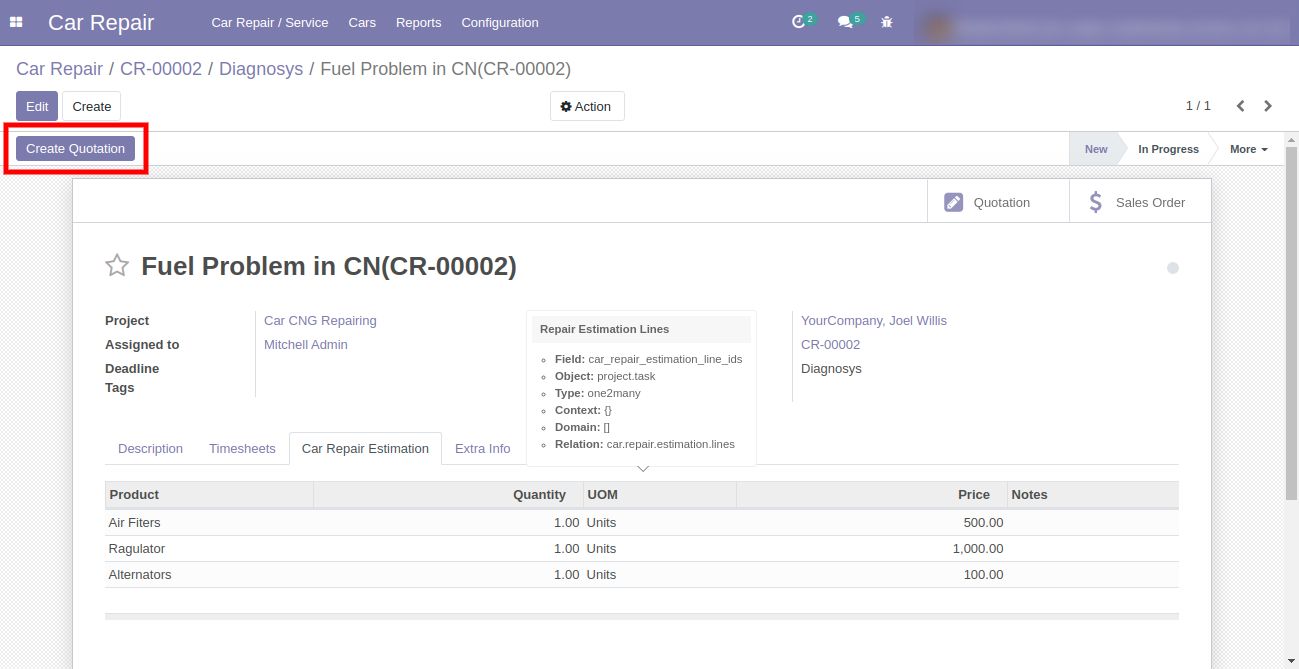 Car Repair Car Repair / Service Cars Reports Configuration 2 5
Car Repair / CR-00002 / Diagnosys / Fuel Problem in CN(CR-00002)
Edit Create Action 1 / 1
Create Quotation New In Progress More
Quotation Sales Order
Fuel Problem in CN(CR-00002)
Project Car CNG Repairing
Assigned to Mitchell Admin
Deadline
Tags
Repair Estimation Lines
Field: car_repair_estimation_line_ids
Object: project.task
Type: one2many
Context: {}
Domain: []
Relation: car.repair.estimation.lines
YourCompany, Joel Willis
CR-00002
Diagnosys
Description Timesheets Car Repair Estimation Extra Info
Product Quantity UOM Price Notes
Air Fiters 1.00 Units 500.00
Ragulator 1.00 Units 1,000.00
Alternators 1.00 Units 100.00